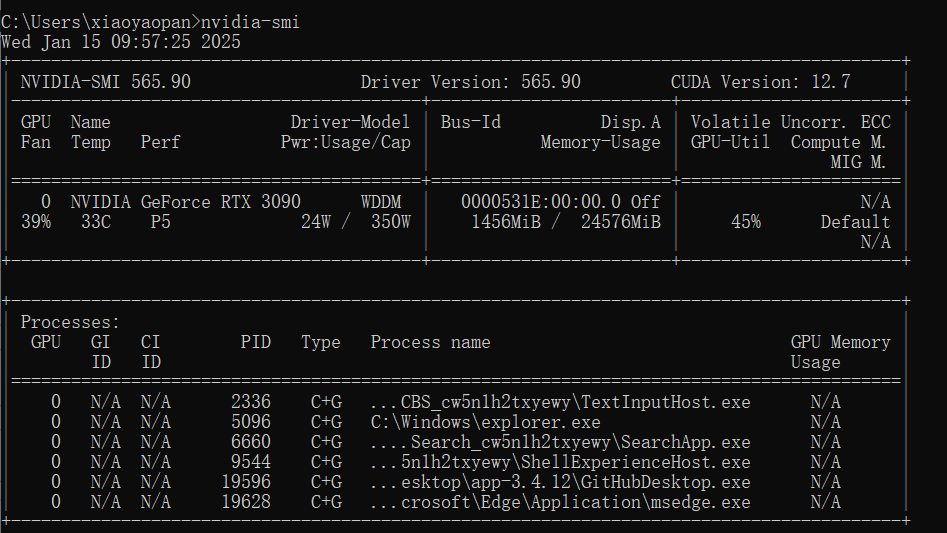 C:\Users\xiaoyaopan>nvidia-smi
Wed Jan 15 09:57:25 2025
NVIDIA-SMI 565.90 Driver Version: 565.90 CUDA Version: 12.7
GPU Name Driver-Model Bus-Id Disp.A Volatile Uncorr. ECC
Fan Temp Perf Pwr:Usage/Cap Memory-Usage GPU-Util Compute M.
MIG M.
0 NVIDIA GeForce RTX 3090 WDDM 0000531E:00:00.0 Off N/A
39% 33C P5 24W / 350W 1456MiB / 24576MiB 45% Default
N/A
Processes:
GPU GI CI PID Type Process name GPU Memory
ID ID Usage
0 N/A N/A 2336 C+G ...CBS_cw5n1h2txyewy\TextInputHost.exe N/A
0 N/A N/A 5096 C+G C:\Windows\explorer.exe N/A
0 N/A N/A 6660 C+G ....Search_cw5n1h2txyewy\SearchApp.exe N/A
0 N/A N/A 9544 C+G ...5n1h2txyewy\ShellExperienceHost.exe N/A
0 N/A N/A 19596 C+G ...esktop\app-3.4.12\GitHubDesktop.exe N/A
0 N/A N/A 19628 C+G ...crosoft\Edge\Application\msedge.exe N/A